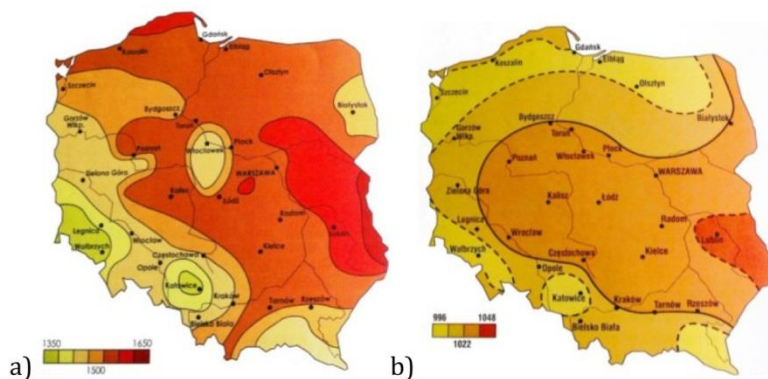 Gdańsk
Koszalin
Elbląg
Olsztyn
Szczecin
Białystok
Bydgoszcz
Gorzów
Wlkp.
Toruń
Włocławek
Płock
Poznań
WARSZAWA
Zielona Góra
Kalisz
Łódź
Radom
Legnica
Lublin
Wałbrzych
Wrocław
Częstochowa
Kielce
Opole
Katowice
Kraków
Tarnów
Rzeszów
Bielsko Biała
a)
1350
1650
1500
Gdańsk
Koszalin
Elbląg
Szczecin
Olsztyn
Bydgoszcz
Białystok
Gorzów
Wlkp.
Toruń
Włocławek
Płock
Poznań
WARSZAWA
Zielona Góra
Kalisz
Łódź
Legnica
Radom
Lublin
Wałbrzych
Wrocław
Częstochowa
Kielce
Opole
Katowice
Kraków
Tarnów
Rzeszów
Bielsko Biała
b)
996
1048
1022